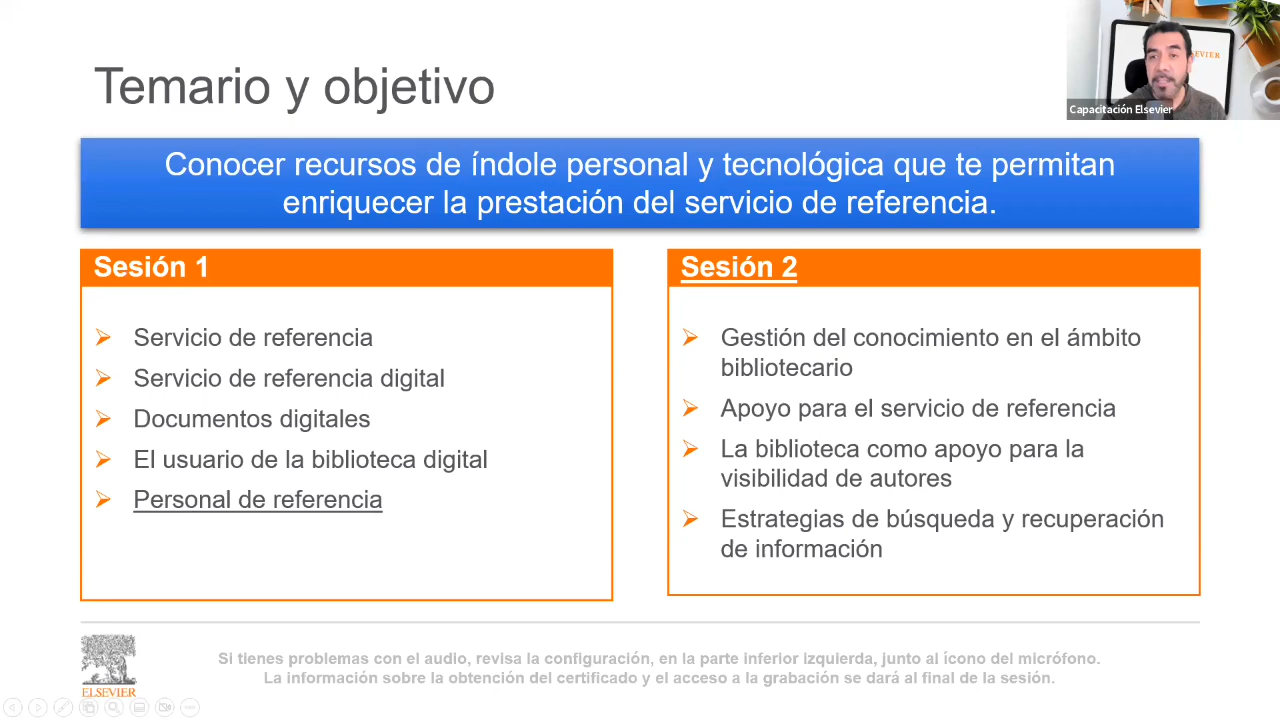 Temario y objetivo
SEVIER
Capacitación Elsevier
Conocer recursos de índole personal y tecnológica que te permitan
enriquecer la prestación del servicio de referencia.
Sesión 1
Servicio de referencia
Servicio de referencia digital
Documentos digitales
El usuario de la biblioteca digital
Personal de referencia
Sesión 2
Gestión del conocimiento en el ámbito
bibliotecario
Apoyo para el servicio de referencia
La biblioteca como apoyo para la
visibilidad de autores
Estrategias de búsqueda y recuperación
de información
ELSEVIER
Si tienes problemas con el audio, revisa la configuración, en la parte inferior izquierda, junto al ícono del micrófono.
La información sobre la obtención del certificado y el acceso a la grabación se dará al final de la sesión.